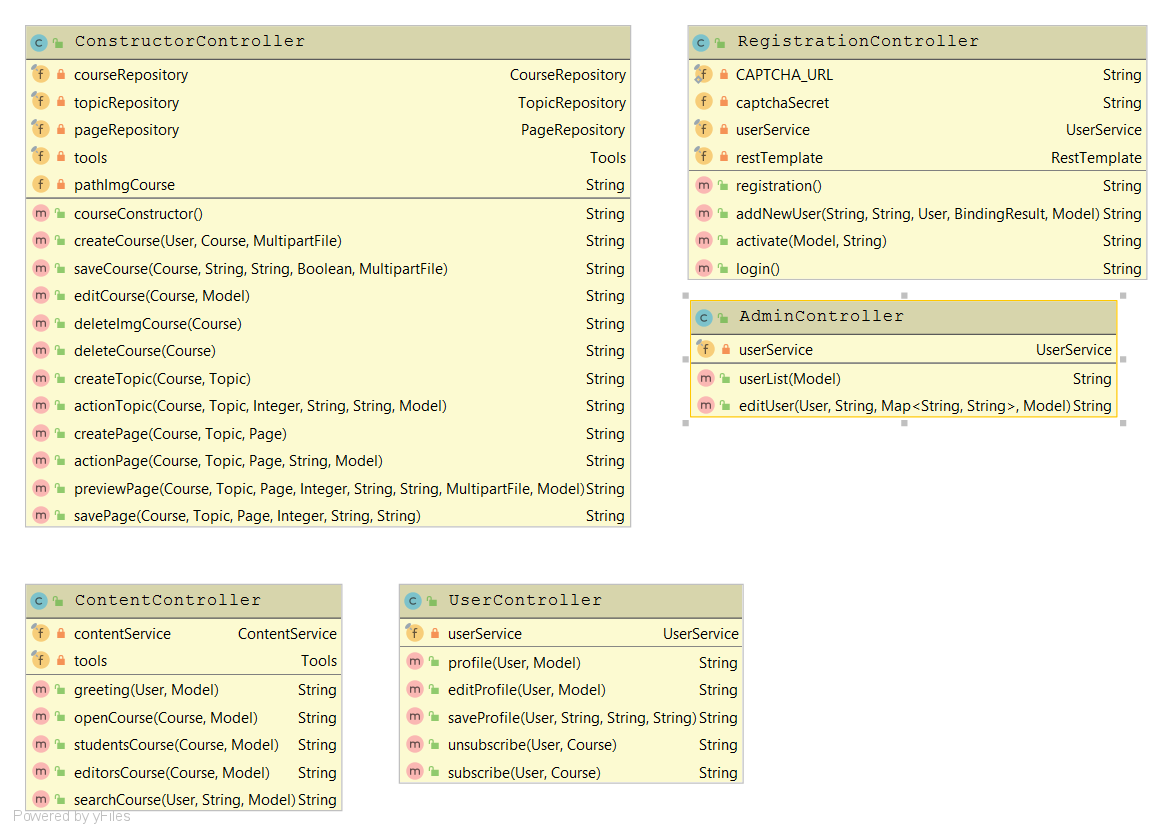 ConstructorController
courseRepository CourseRepository
topicRepository TopicRepository
pageRepository PageRepository
tools Tools
pathImgCourse String
courseConstructor() String
createCourse(User, Course, MultipartFile) String
saveCourse(Course, String, String, Boolean, MultipartFile) String
editCourse(Course, Model) String
deleteImgCourse(Course) String
deleteCourse(Course) String
createTopic(Course, Topic) String
actionTopic(Course, Topic, Integer, String, String, Model) String
createPage(Course, Topic, Page) String
actionPage(Course, Topic, Page, String, Model) String
previewPage(Course, Topic, Page, Integer, String, String, MultipartFile, Model) String
savePage(Course, Topic, Page, Integer, String, String) String
RegistrationController
CAPTCHA_URL String
captchaSecret String
userService UserService
restTemplate RestTemplate
registration() String
addNewUser(String, String, User, BindingResult, Model) String
activate(Model, String) String
login() String
AdminController
userService UserService
userList(Model) String
editUser(User, String, Map<String, String>, Model) String
ContentController
contentService ContentService
tools Tools
greeting(User, Model) String
openCourse(Course, Model) String
studentsCourse(Course, Model) String
editorsCourse(Course, Model) String
searchCourse(User, String, Model) String
UserController
userService UserService
profile(User, Model) String
editProfile(User, Model) String
saveProfile(User, String, String, String) String
unsubscribe(User, Course) String
subscribe(User, Course) String
Powered by yFiles